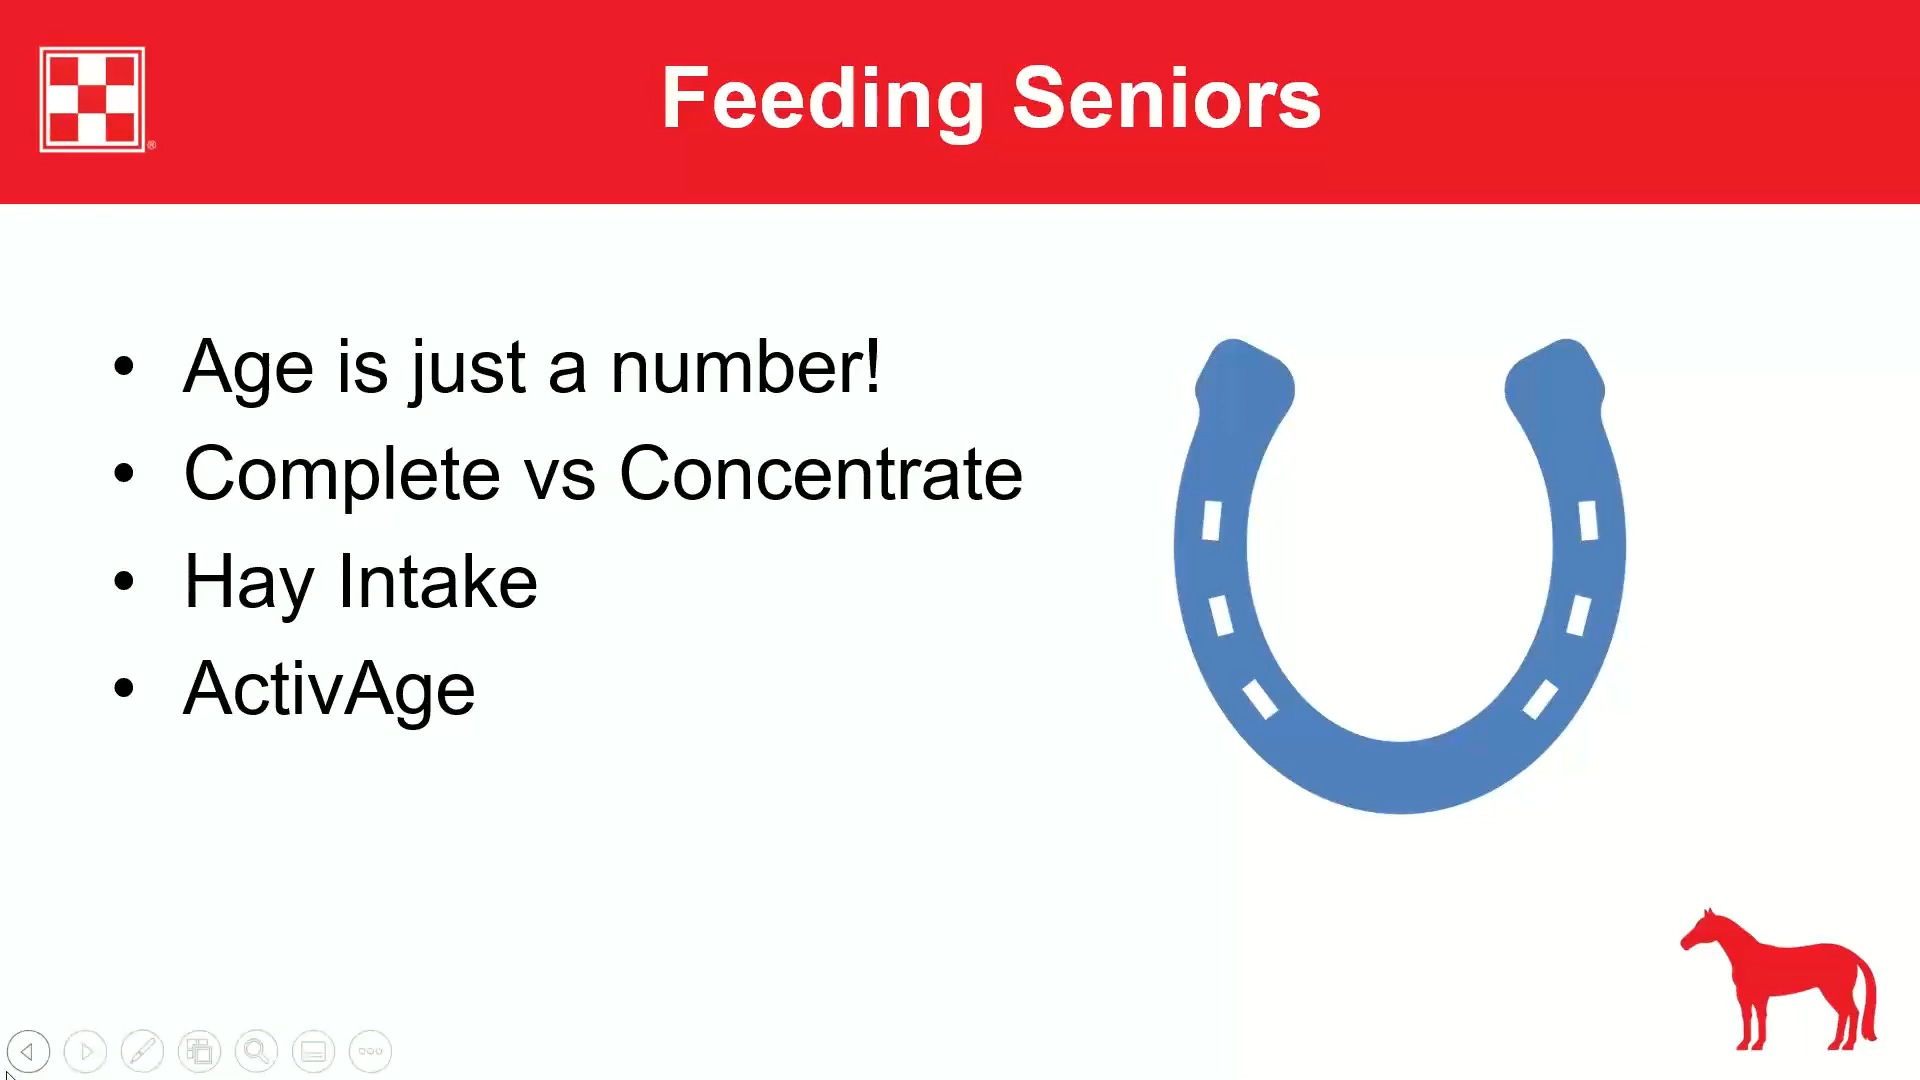 Feeding Seniors
• Age is just a number!
• Complete vs Concentrate
• Hay Intake
• ActivAge